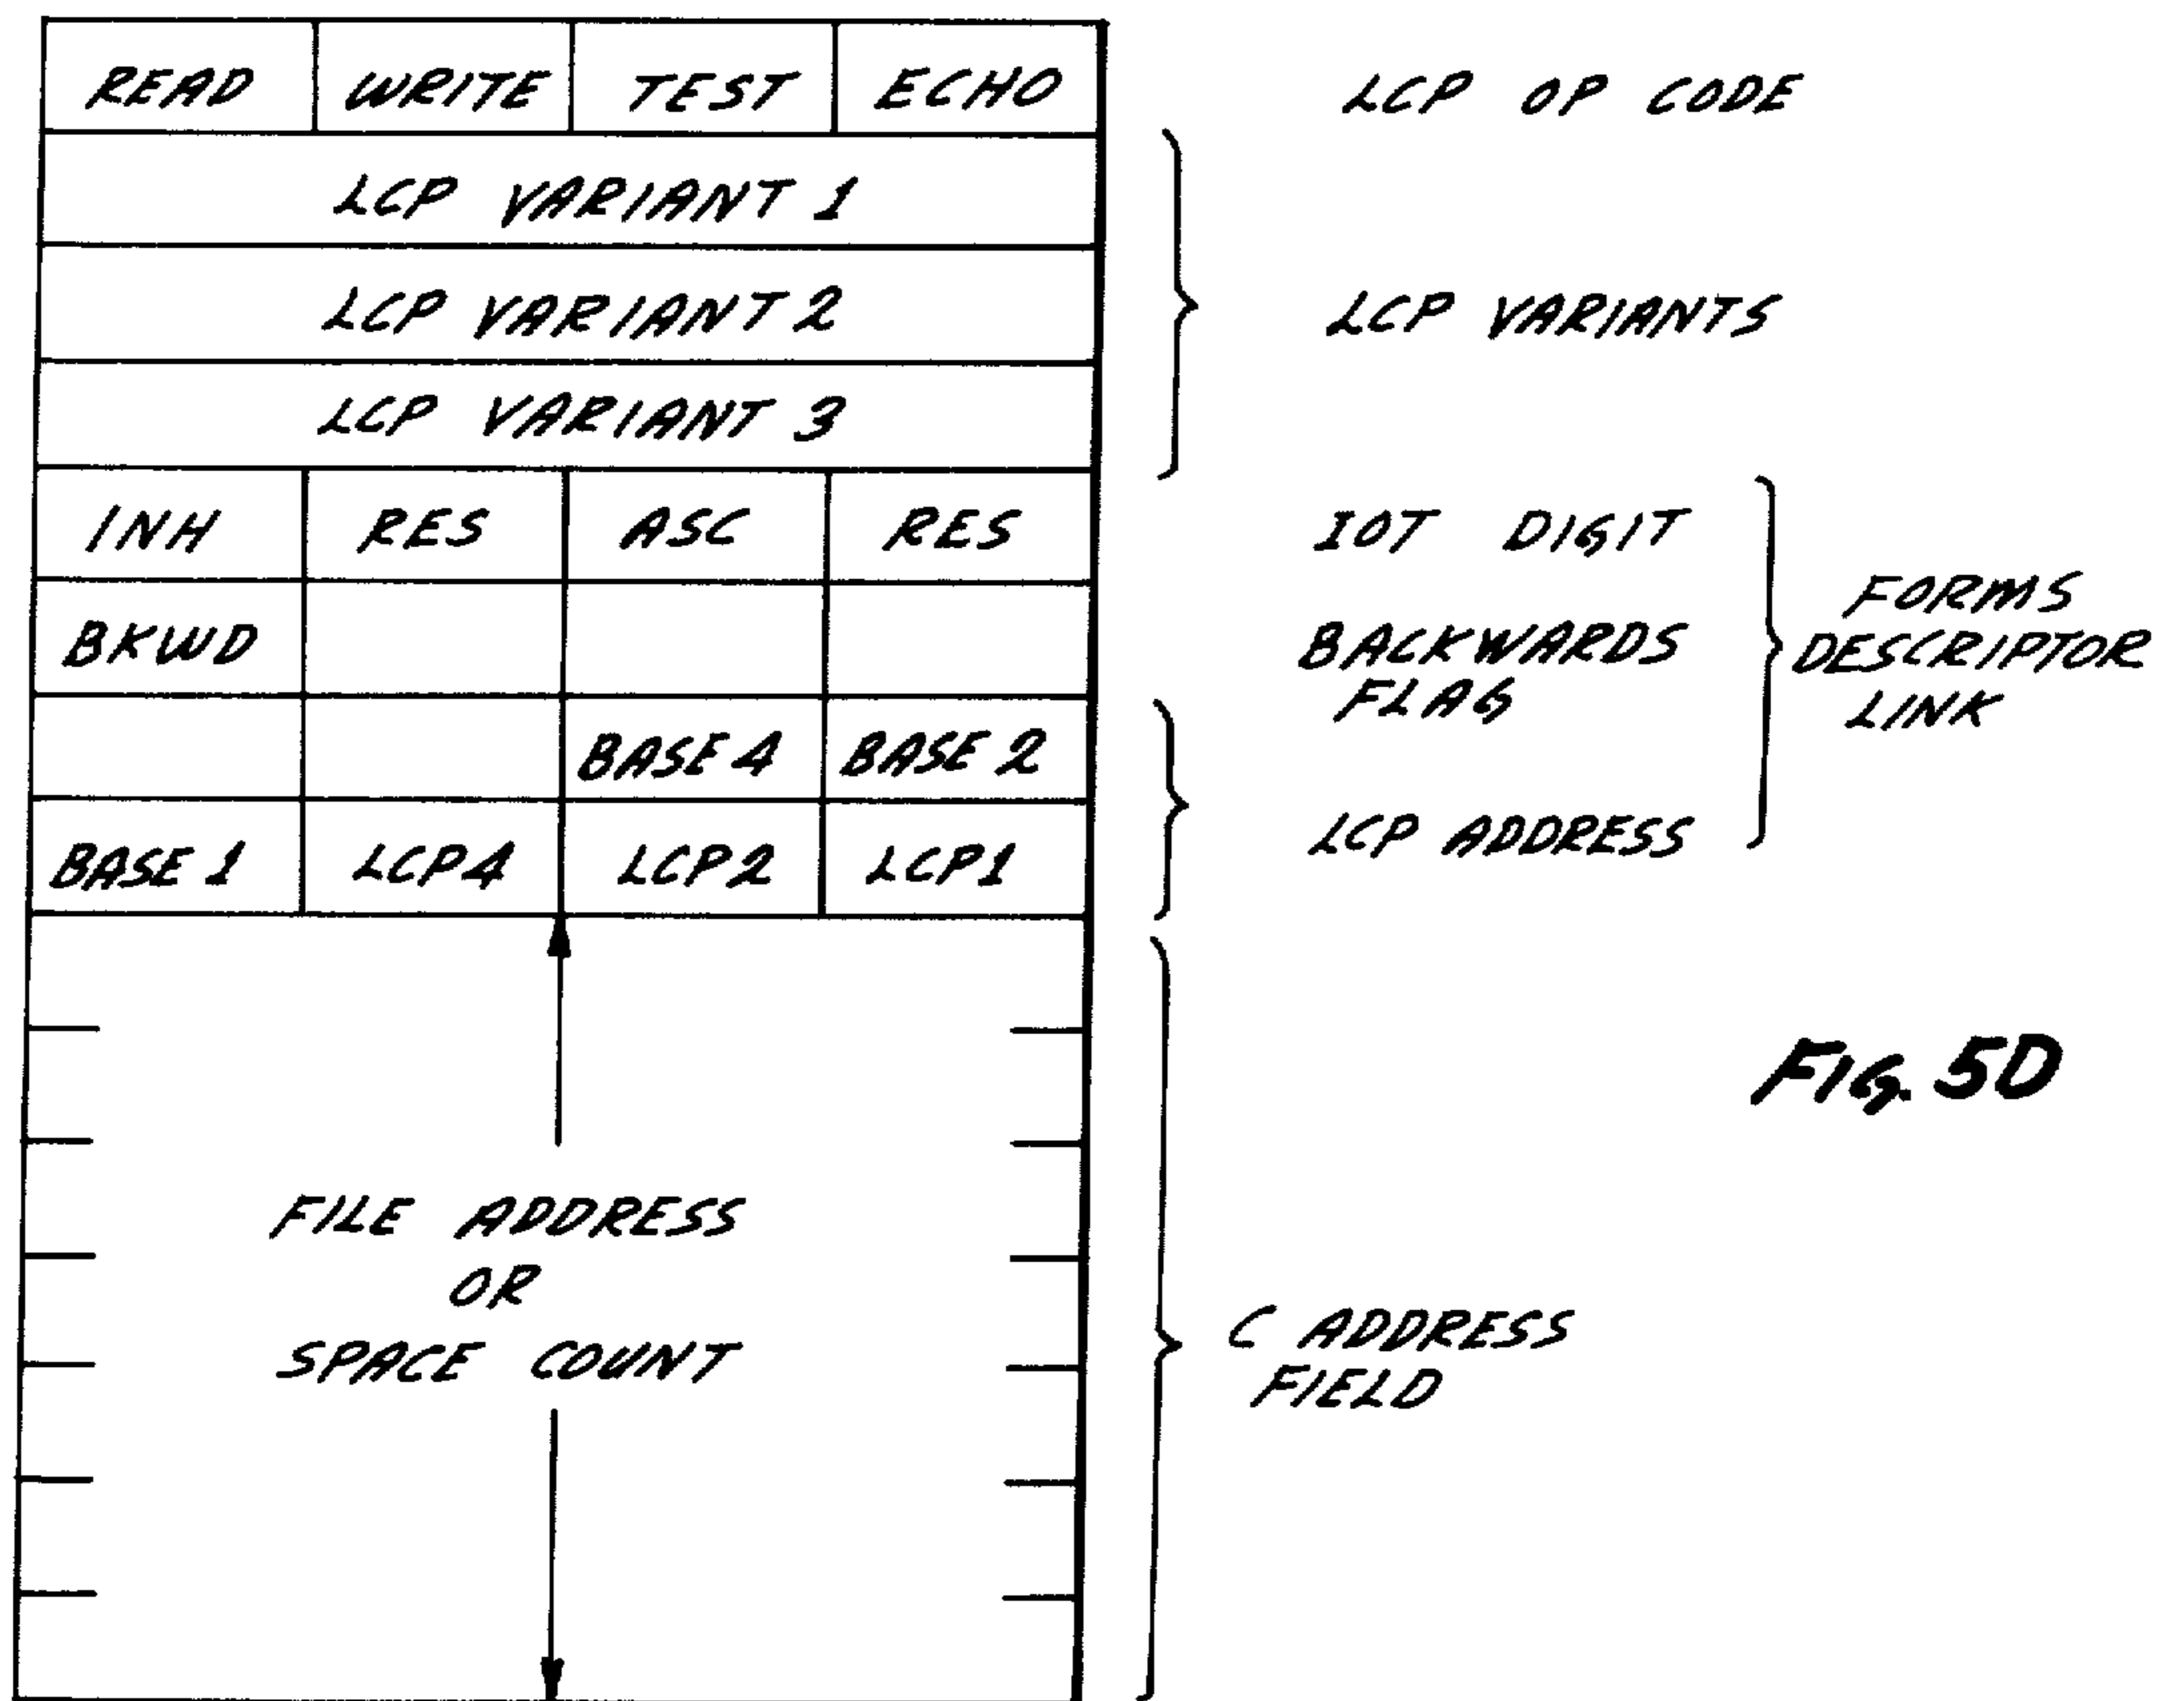 READ WRITE TEST ECHO LCP OP CODE
LCP VARIANT 1
LCP VARIANT 2 LCP VARIANTS
LCP VARIANT 3
INH RES ASC RES IOT DIGIT
FORMS
BKWD BACKWARDS DESCRIPTOR
FLAG LINK
BASE 4 BASE 2
BASE 1 LCP4 LCP2 LCP1 LCP ADDRESS
FIG. 5D
FILE ADDRESS
OR
SPACE COUNT
C ADDRESS
FIELD